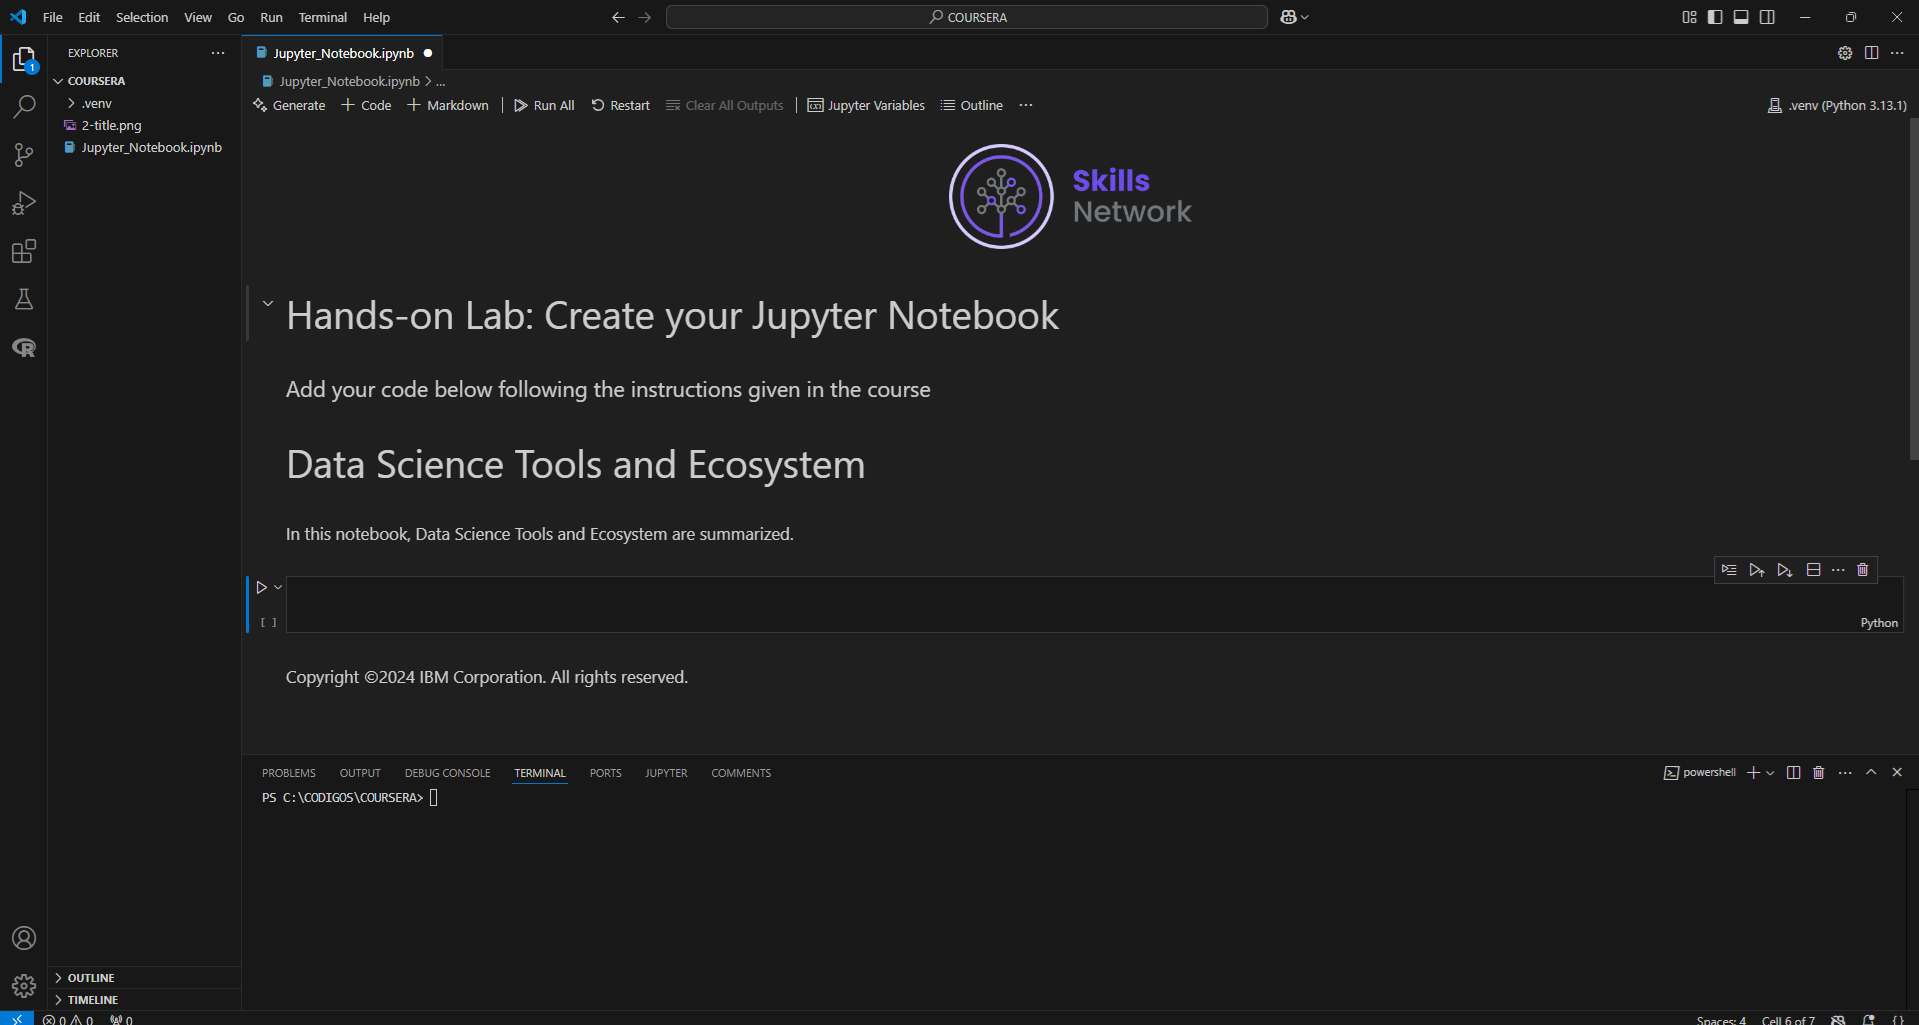 File Edit Selection View Go Run Terminal Help
COURSERA
EXPLORER
COURSERA
.venv
2-title.png
Jupyter_Notebook.ipynb
OUTLINE
TIMELINE
Jupyter_Notebook.ipynb
Jupyter_Notebook.ipynb > ...
Generate + Code + Markdown Run All Restart Clear All Outputs Jupyter Variables Outline ...
.venv (Python 3.13.1)
Skills
Network
Hands-on Lab: Create your Jupyter Notebook
Add your code below following the instructions given in the course
Data Science Tools and Ecosystem
In this notebook, Data Science Tools and Ecosystem are summarized.
[ ]
Python
Copyright ©2024 IBM Corporation. All rights reserved.
PROBLEMS OUTPUT DEBUG CONSOLE TERMINAL PORTS JUPYTER COMMENTS
powershell
PS C:\CODIGOS\COURSERA>
1
0 0 0
Spaces: 4 Cell 6 of 7